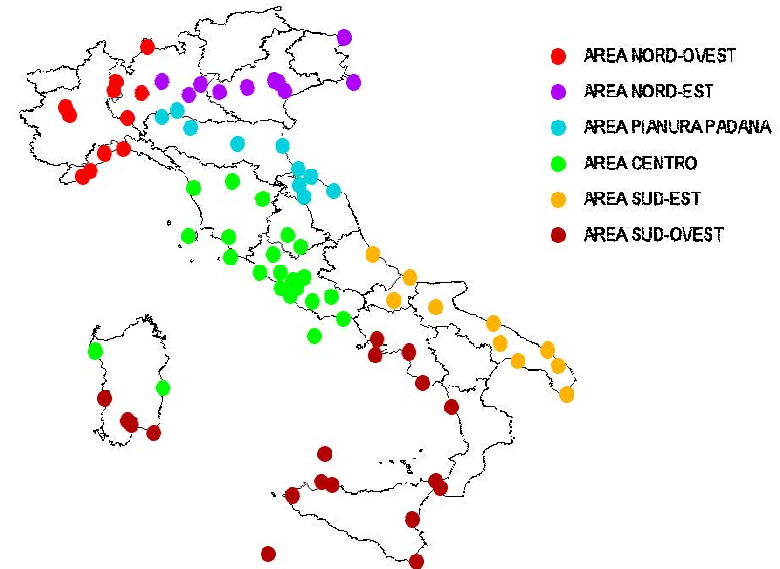 AREA NORD-OVEST
AREA NORD-EST
AREA PIANURA PADANA
AREA CENTRO
AREA SUD-EST
AREA SUD-OVEST